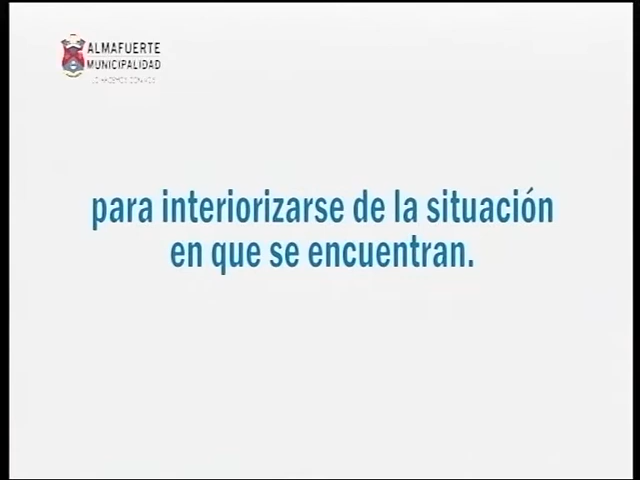 ALMAFUERTE
MUNICIPALIDAD
para interiorizarse de la situación
en que se encuentran.